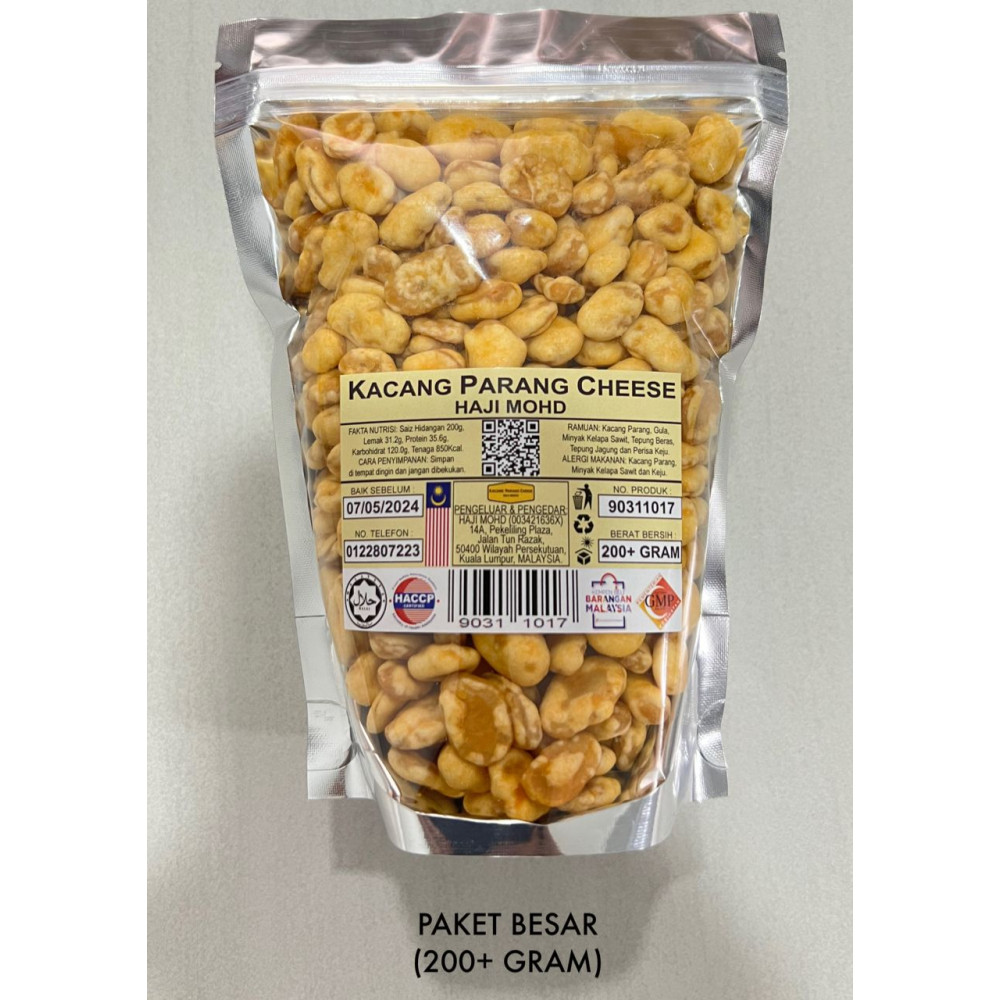 KACANG PARANG CHEESE
HAJI MOHD
FAKTA NUTRISI: Saiz Hidangan 200g,
Lemak 31.2g, Protein 35.6g,
Karbohidrat 120.0g, Tenaga 850Kcal.
CARA PENYIMPANAN: Simpan
di tempat dingin dan jangan dibekukan.
RAMUAN: Kacang Parang, Gula,
Minyak Kelapa Sawit, Tepung Beras,
Tepung Jagung dan Perisa Keju.
ALERGI MAKANAN: Kacang Parang,
Minyak Kelapa Sawit dan Keju.
BAIK SEBELUM :
07/05/2024
NO. TELEFON :
0122807223
KACANG PARANG CHEESE
PENGELUAR & PENGEDAR:
HAJI MOHD (003421636X)
14A, Pekeliling Plaza,
Jalan Tun Razak,
50400 Wilayah Persekutuan,
Kuala Lumpur, MALAYSIA.
NO. PRODUK :
90311017
BERAT BERSIH :
200+ GRAM
حلال
HACCP
CERTIFIED
9031 1017
BARANGAN
MALAYSIA
GMP
PAKET BESAR
(200+ GRAM)